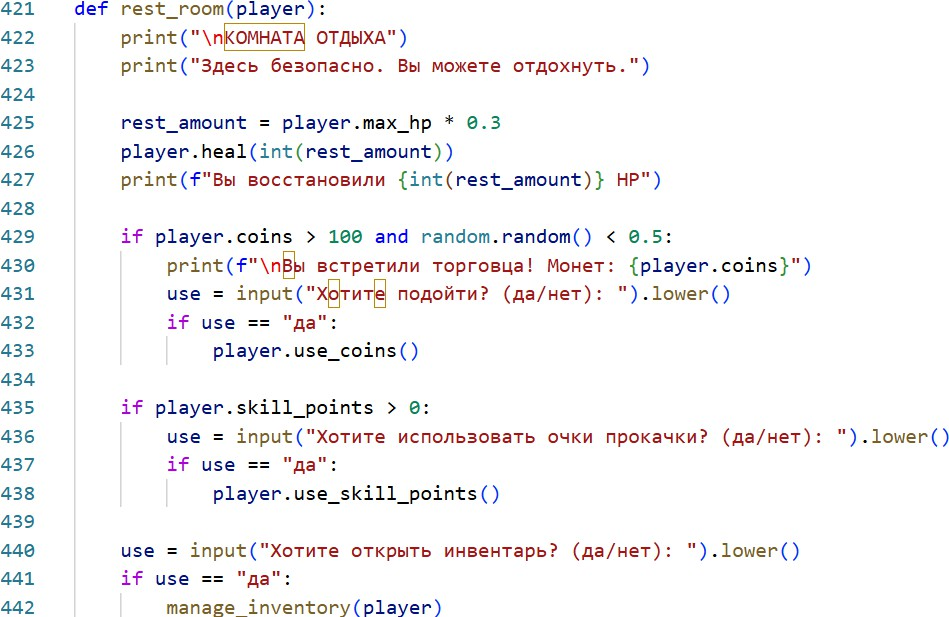 421 def rest_room(player):
422     print("\nКОМНАТА ОТДЫХА")
423     print("Здесь безопасно. Вы можете отдохнуть.")
424
425     rest_amount = player.max_hp * 0.3
426     player.heal(int(rest_amount))
427     print(f"Вы восстановили {int(rest_amount)} HP")
428
429     if player.coins > 100 and random.random() < 0.5:
430         print(f"\nВы встретили торговца! Монет: {player.coins}")
431         use = input("Хотите подойти? (да/нет): ").lower()
432         if use == "да":
433             player.use_coins()
434
435     if player.skill_points > 0:
436         use = input("Хотите использовать очки прокачки? (да/нет): ").lower()
437         if use == "да":
438             player.use_skill_points()
439
440     use = input("Хотите открыть инвентарь? (да/нет): ").lower()
441     if use == "да":
442         manage_inventory(player)